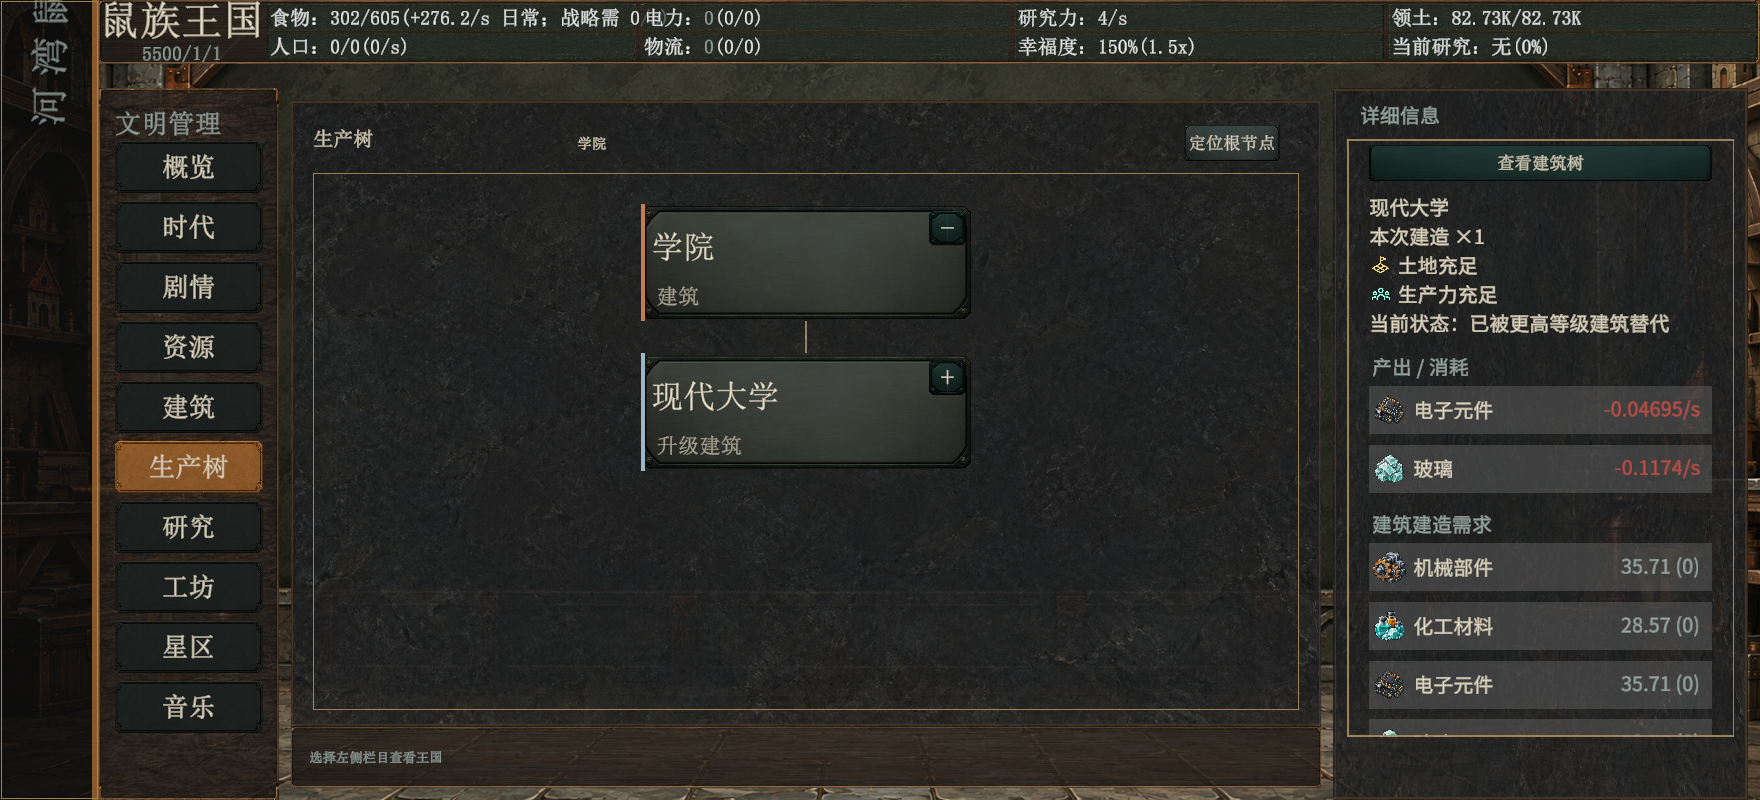 河湾鼠
鼠族王国
5500/1/1
食物: 302/605(+276.2/s 日常; 战略需 0
人口: 0/0(0/s)
电力: 0(0/0)
物流: 0(0/0)
研究力: 4/s
幸福度: 150%(1.5x)
领土: 82.73K/82.73K
当前研究: 无(0%)
文明管理
概览
时代
剧情
资源
建筑
生产树
研究
工坊
星区
音乐
生产树
学院
定位根节点
学院
建筑
现代大学
升级建筑
选择左侧栏目查看王国
详细信息
查看建筑树
现代大学
本次建造 ×1
土地充足
生产力充足
当前状态: 已被更高等级建筑替代
产出 / 消耗
电子元件 -0.04695/s
玻璃 -0.1174/s
建筑建造需求
机械部件 35.71 (0)
化工材料 28.57 (0)
电子元件 35.71 (0)